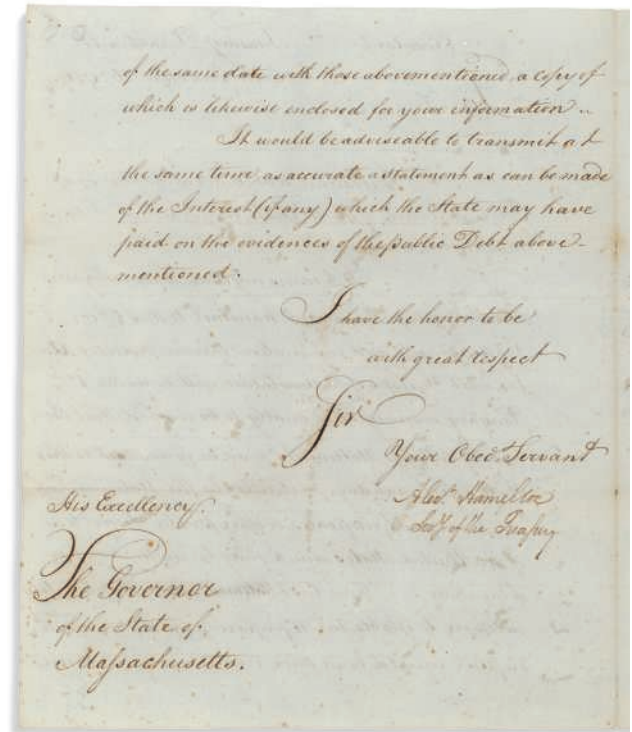 of the same date with those abovementioned, a copy of
which is likewise enclosed for your information ..
It would be adviseable to transmit at
the same time as accurate a statement as can be made
of the Interest (if any) which the State may have
paid on the evidences of the public Debt above-
mentioned.
I have the honor to be
with great respect
Sir
Your Obedt. Servant
Alexr. Hamilton
Secy of the Treasury
His Excellency
The Governor
of the State of
Massachusetts.